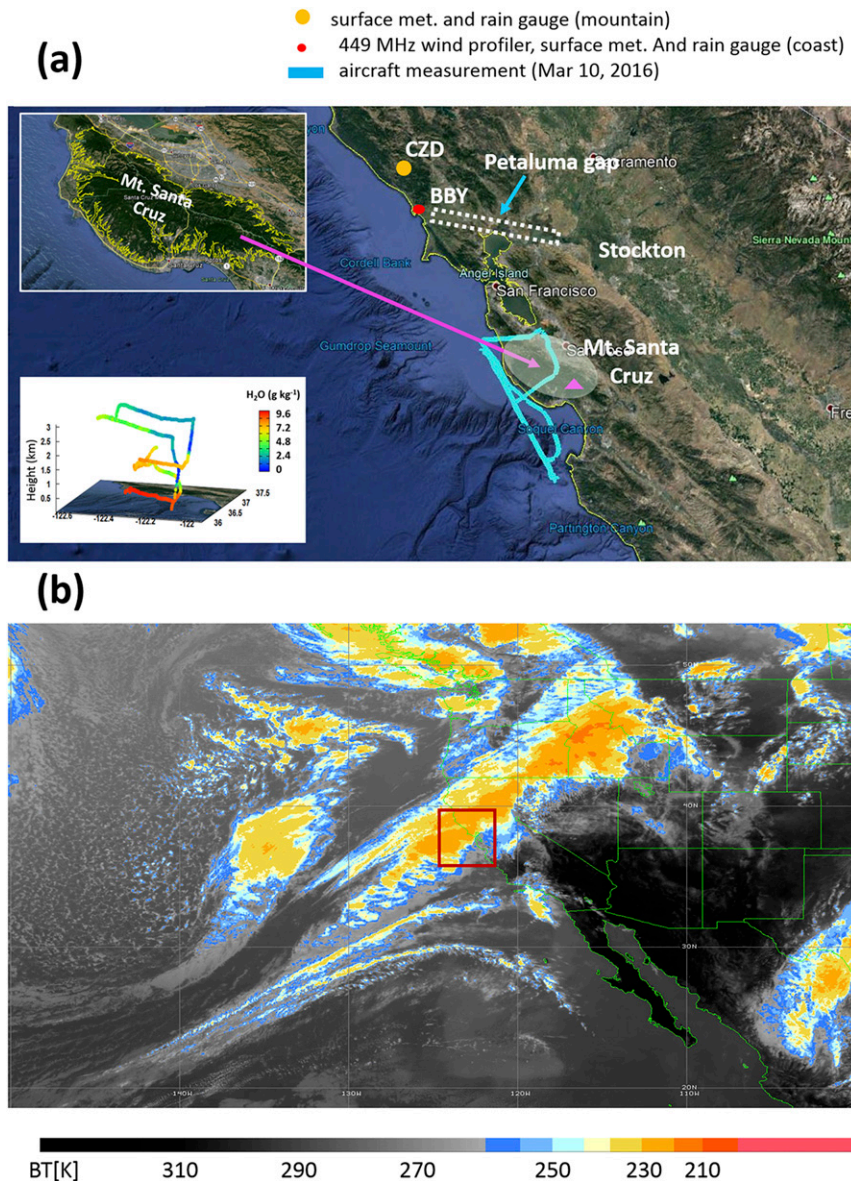 surface met. and rain gauge (mountain)
449 MHz wind profiler, surface met. And rain gauge (coast)
aircraft measurement (Mar 10, 2016)
(a)
CZD
Petaluma gap
BBY
Stockton
Sierra Nevada Mount
Cordell Bank
Anger Island
San Francisco
Gumdrop Seamount
Mt. Santa
Cruz
Soquel Canyon
Partington Canyon
Fre
Mt. Santa
Cruz
H₂O (g kg⁻¹)
9.6
7.2
4.8
2.4
0
Height (km)
3
2.5
2
1.5
1
0.5
-122.6
-122.4
-122.2
-122
36
36.5
37
37.5
(b)
50N
40N
30N
20N
140W
130W
120W
110W
BT[K] 310 290 270 250 230 210